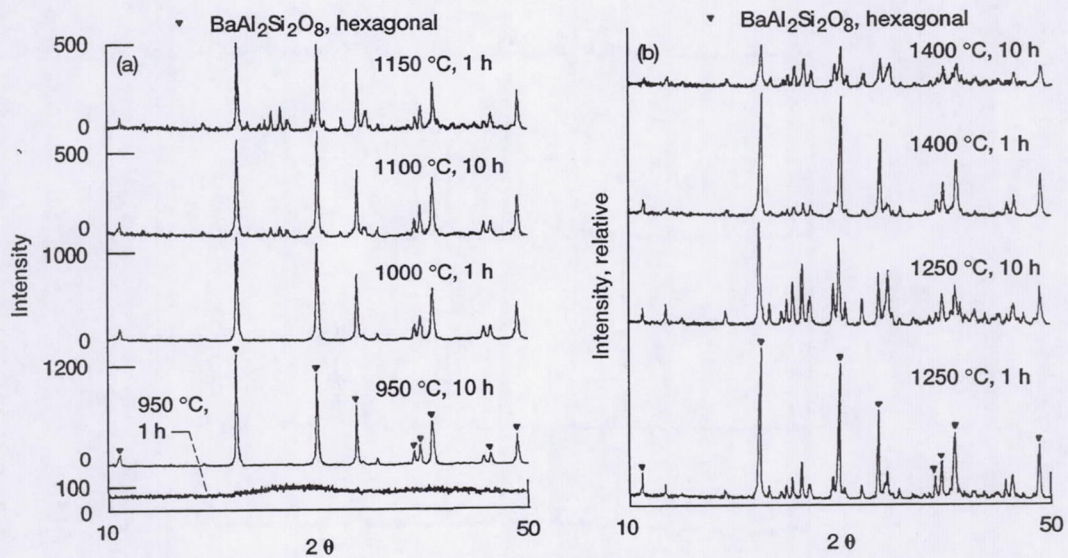 ▼ BaAl₂Si₂O₈, hexagonal
(a)
500
0
1150 °C, 1 h
500
0
1100 °C, 10 h
1000
0
1000 °C, 1 h
1200
0
950 °C, 10 h
950 °C,
1 h
100
0
10
50
2 θ
Intensity
▼ BaAl₂Si₂O₈, hexagonal
(b)
1400 °C, 10 h
1400 °C, 1 h
1250 °C, 10 h
1250 °C, 1 h
10
50
2 θ
Intensity, relative